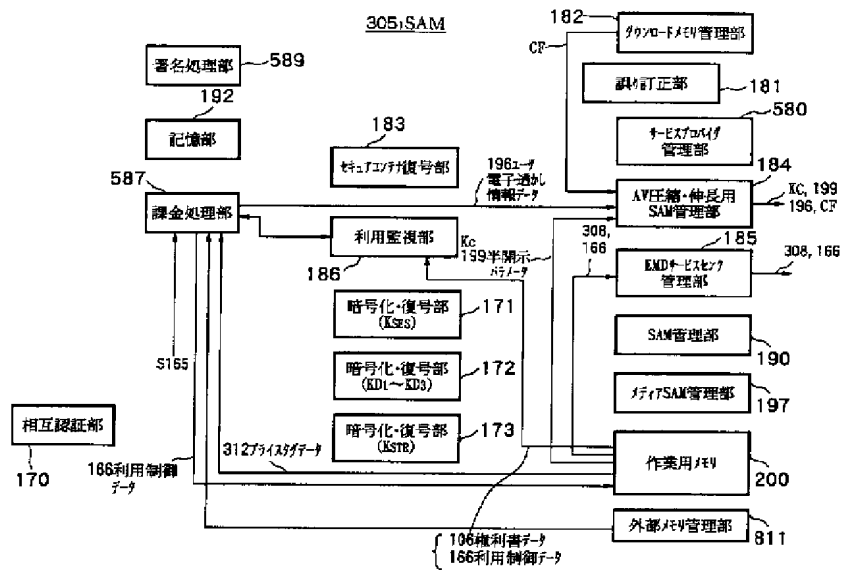 305₁SAM
署名処理部
589
192
記憶部
587
課金処理部
183
セキュアコンテナ復号部
利用監視部
186
196ユーザ
電子透かし
情報データ
Kc
199半開示
パラメータ
182
ダウンロードメモリ管理部
CF
誤り訂正部
181
580
サービスプロバイダ
管理部
184
AV圧縮・伸長用
SAM管理部
KC, 199
196, CF
308,
166
185
EMDサービスセンタ
管理部
308, 166
暗号化・復号部
(KSES)
171
暗号化・復号部
(KD1～KD3)
172
暗号化・復号部
(KSTR)
173
SAM管理部
190
メディアSAM管理部
197
S165
相互認証部
170
166利用制御
データ
312プライスタグデータ
作業用メモリ
200
外部メモリ管理部
811
106権利書データ
166利用制御データ